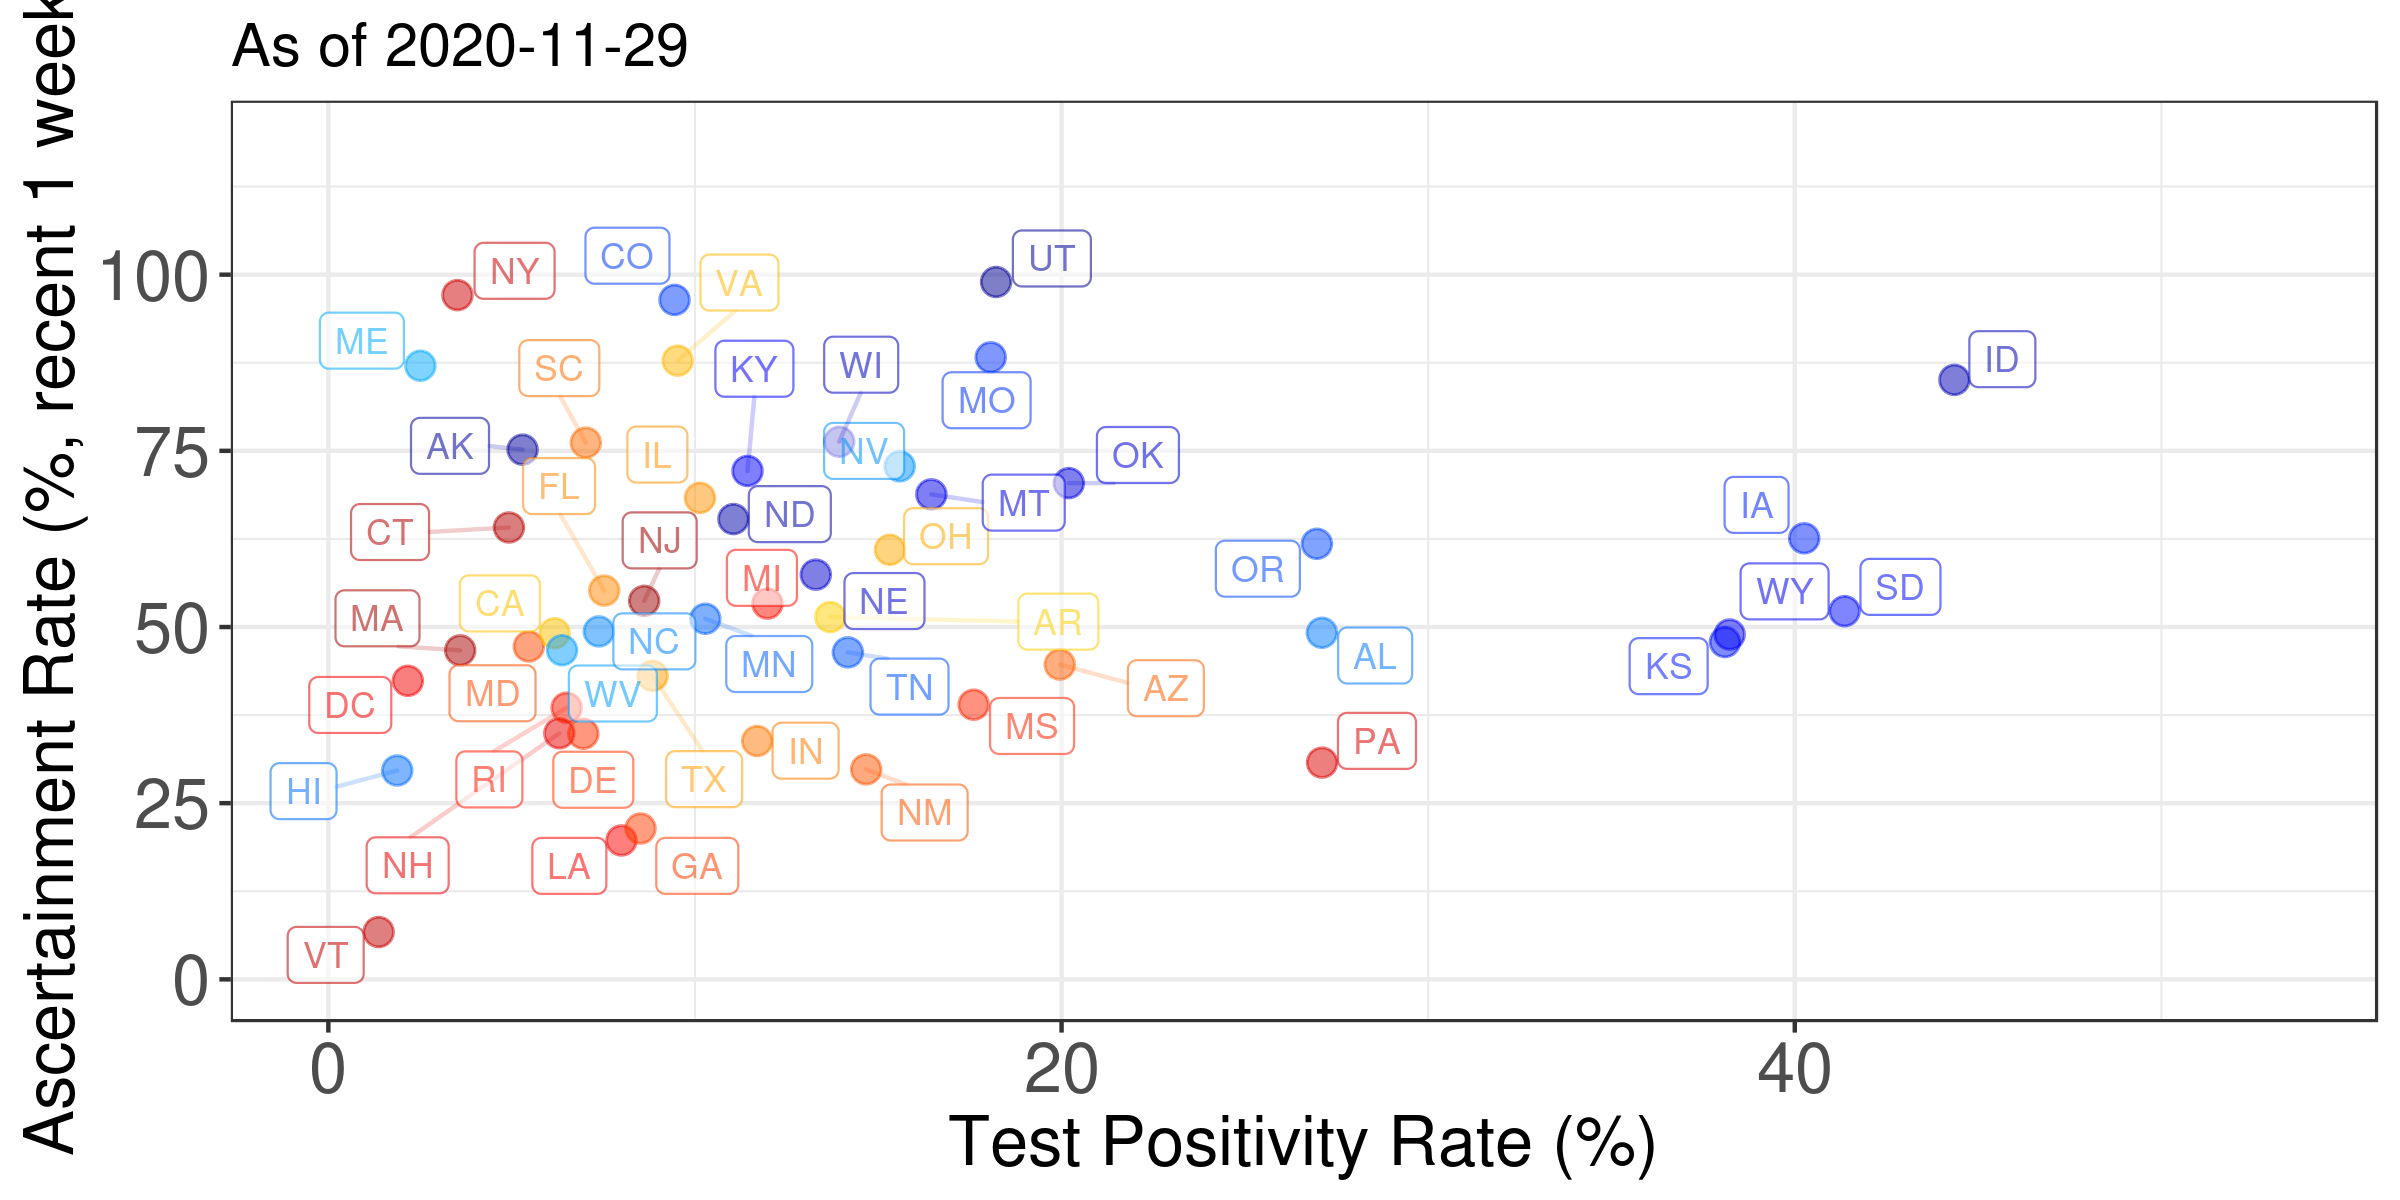 As of 2020-11-29
Ascertainment Rate (%, recent 1 week
100
75
50
25
0
NY
CO
VA
UT
ME
SC
KY
WI
MO
ID
AK
IL
NV
OK
FL
MT
CT
NJ
ND
OH
IA
MI
OR
MA
CA
NC
NE
AR
WY
SD
MN
AL
KS
DC
MD
WV
TN
AZ
MS
PA
HI
RI
DE
TX
IN
NM
NH
LA
GA
VT
0
20
40
Test Positivity Rate (%)